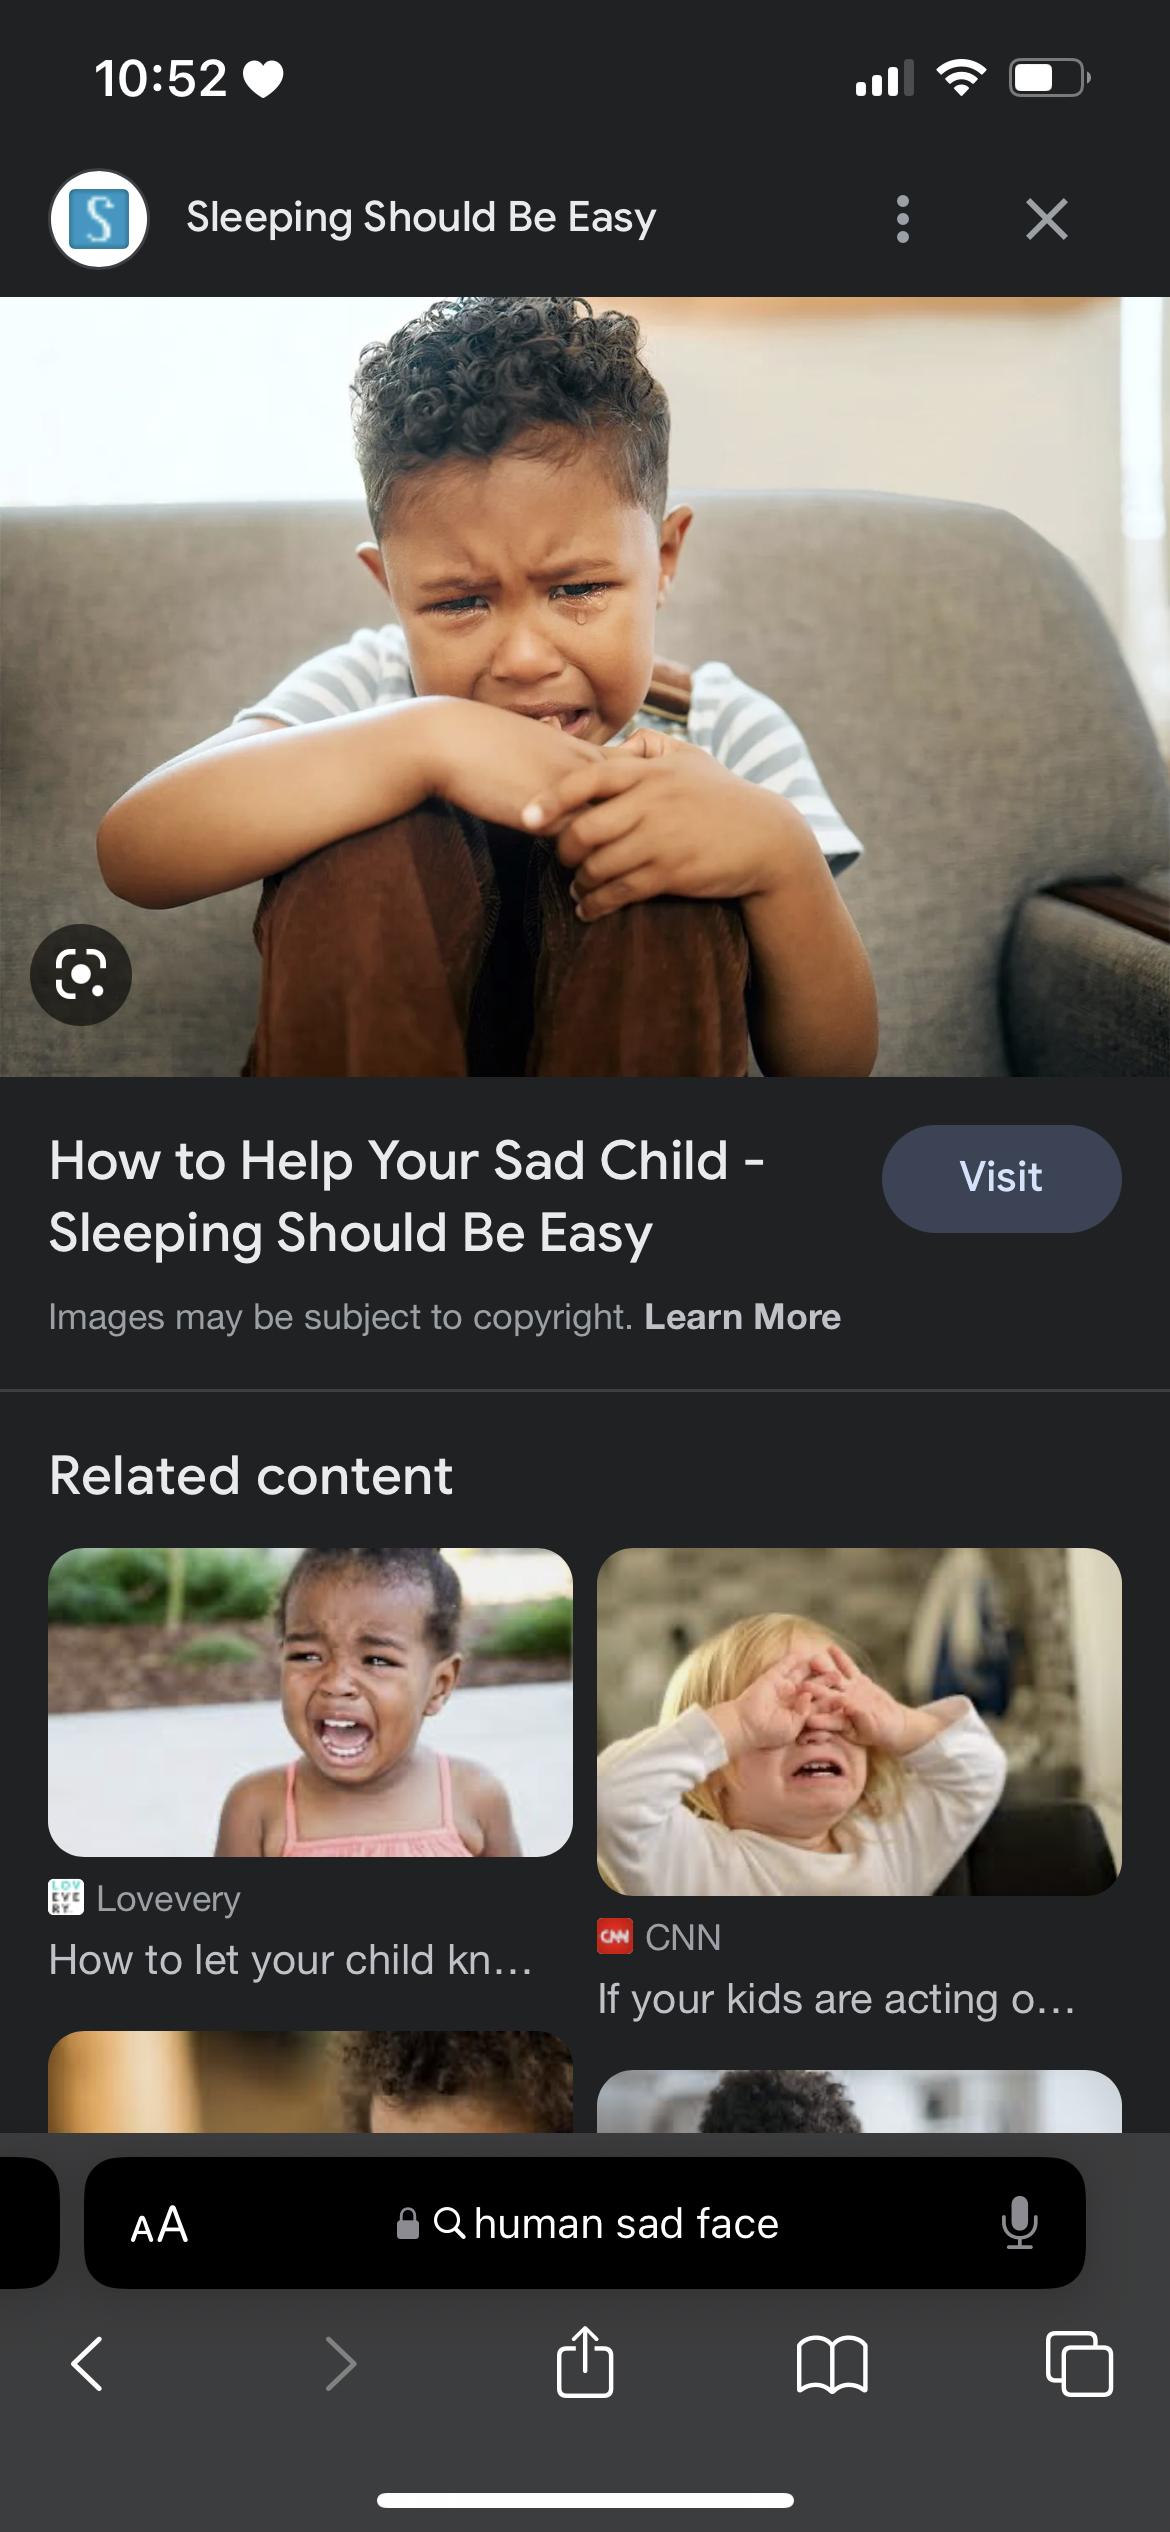 10:52
S
Sleeping Should Be Easy
How to Help Your Sad Child -
Sleeping Should Be Easy
Visit
Images may be subject to copyright. Learn More
Related content
LOV
EVE
RY.
Lovevery
How to let your child kn...
CNN
CNN
If your kids are acting o...
AA
human sad face